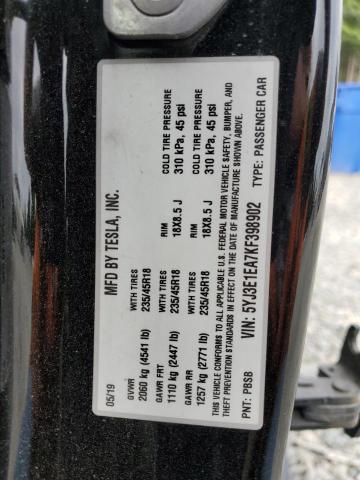 MFD BY TESLA, INC.
05/19
GVWR
2060 kg (4541 lb)
WITH TIRES
235/45R18
RIM
18X8.5 J
COLD TIRE PRESSURE
310 kPa, 45 psi
GAWR FRT
1110 kg (2447 lb)
WITH TIRES
235/45R18
RIM
18X8.5 J
COLD TIRE PRESSURE
310 kPa, 45 psi
GAWR RR
1257 kg (2771 lb)
235/45R18
18X8.5 J
THIS VEHICLE CONFORMS TO ALL APPLICABLE U.S. FEDERAL MOTOR VEHICLE SAFETY, BUMPER, AND
THEFT PREVENTION STANDARDS IN EFFECT ON THE DATE OF MANUFACTURE SHOWN ABOVE.
VIN: 5YJ3E1EA7KF398902
TYPE: PASSENGER CAR
PNT: PBSB